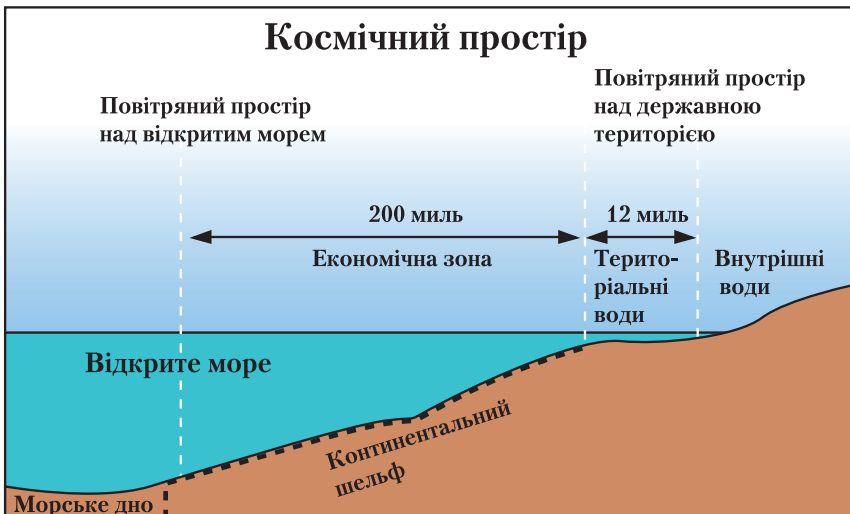 Космічний простір
Повітряний простір
над відкритим морем
Повітряний простір
над державною
територією
200 миль
12 миль
Економічна зона
Терито-
ріальні
води
Внутрішні
води
Відкрите море
Континентальний
шельф
Морське дно